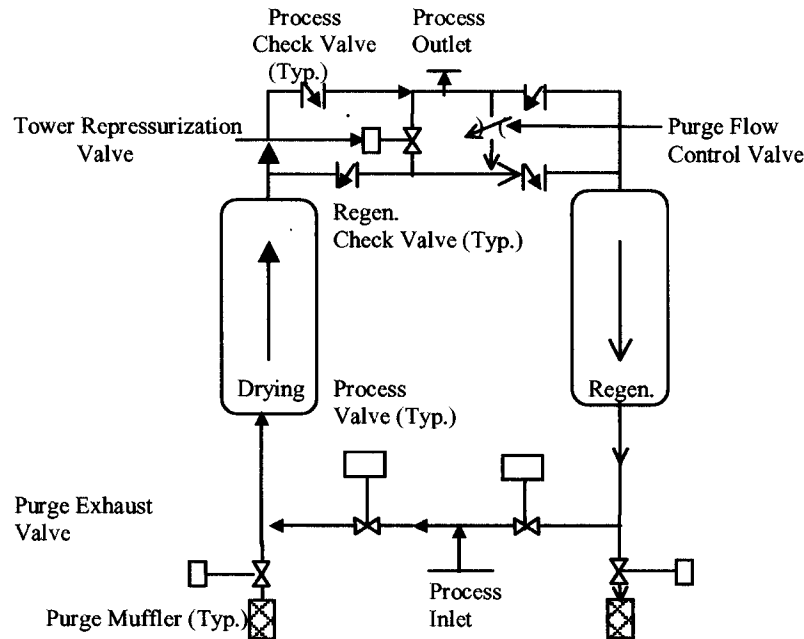 Process
Check Valve
(Typ.)
Process
Outlet
Tower Repressurization
Valve
Purge Flow
Control Valve
Regen.
Check Valve (Typ.)
Drying
Process
Valve (Typ.)
Regen.
Purge Exhaust
Valve
Process
Inlet
Purge Muffler (Typ.)